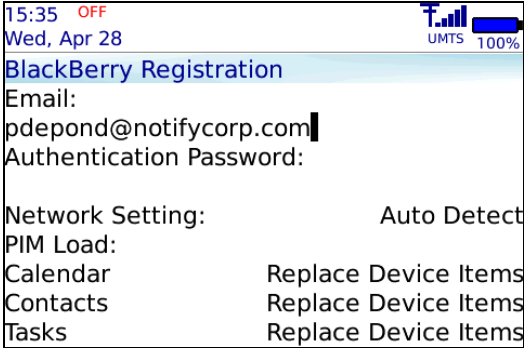 15:35 OFF
Wed, Apr 28
UMTS 100%
BlackBerry Registration
Email:
pdepond@notifycorp.com
Authentication Password:
Network Setting: Auto Detect
PIM Load:
Calendar Replace Device Items
Contacts Replace Device Items
Tasks Replace Device Items